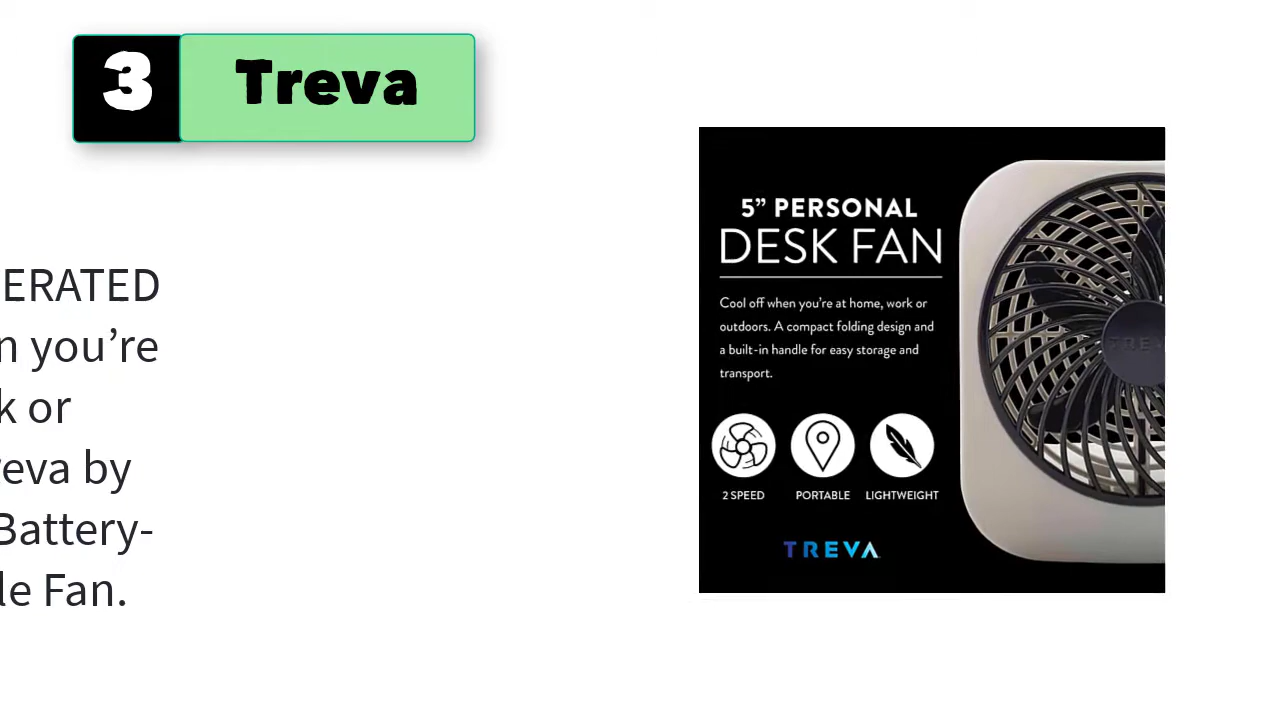 3 Treva
ERATED
n you’re
k or
reva by
Battery-
le Fan.
5” PERSONAL
DESK FAN
Cool off when you’re at home, work or
outdoors. A compact folding design and
a built-in handle for easy storage and
transport.
2 SPEED PORTABLE LIGHTWEIGHT
TREVA